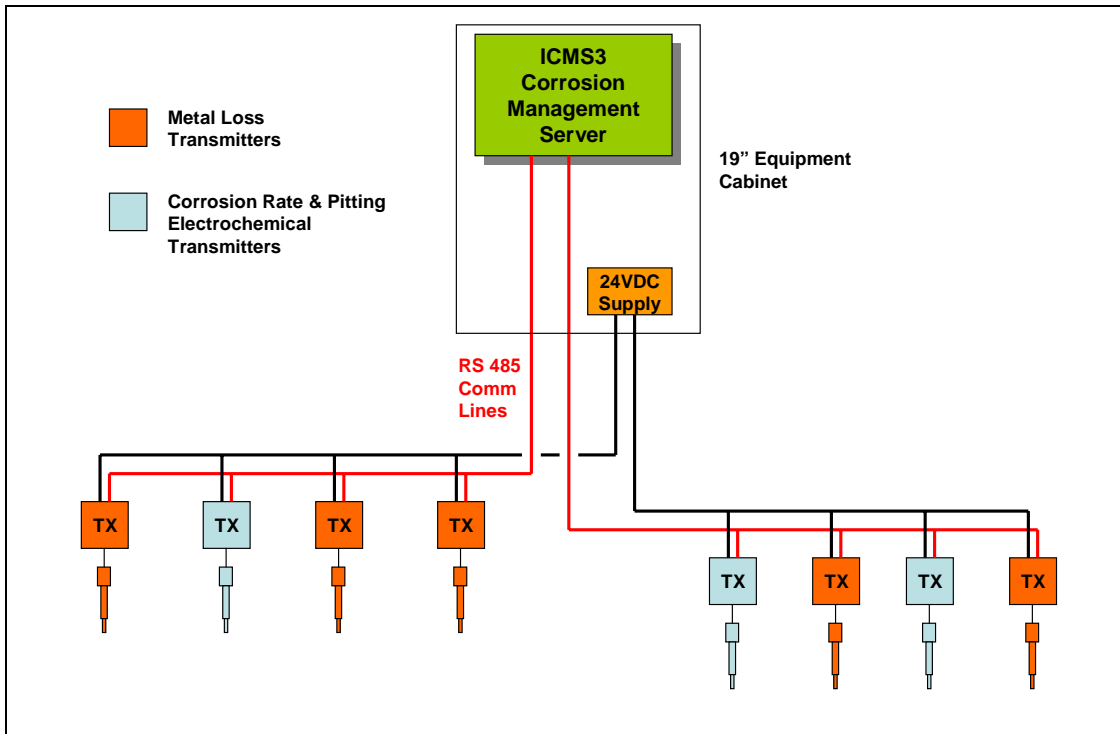 ICMS3
Corrosion
Management
Server
Metal Loss
Transmitters
19” Equipment
Cabinet
Corrosion Rate & Pitting
Electrochemical
Transmitters
24VDC
Supply
RS 485
Comm
Lines
TX
TX
TX
TX
TX
TX
TX
TX